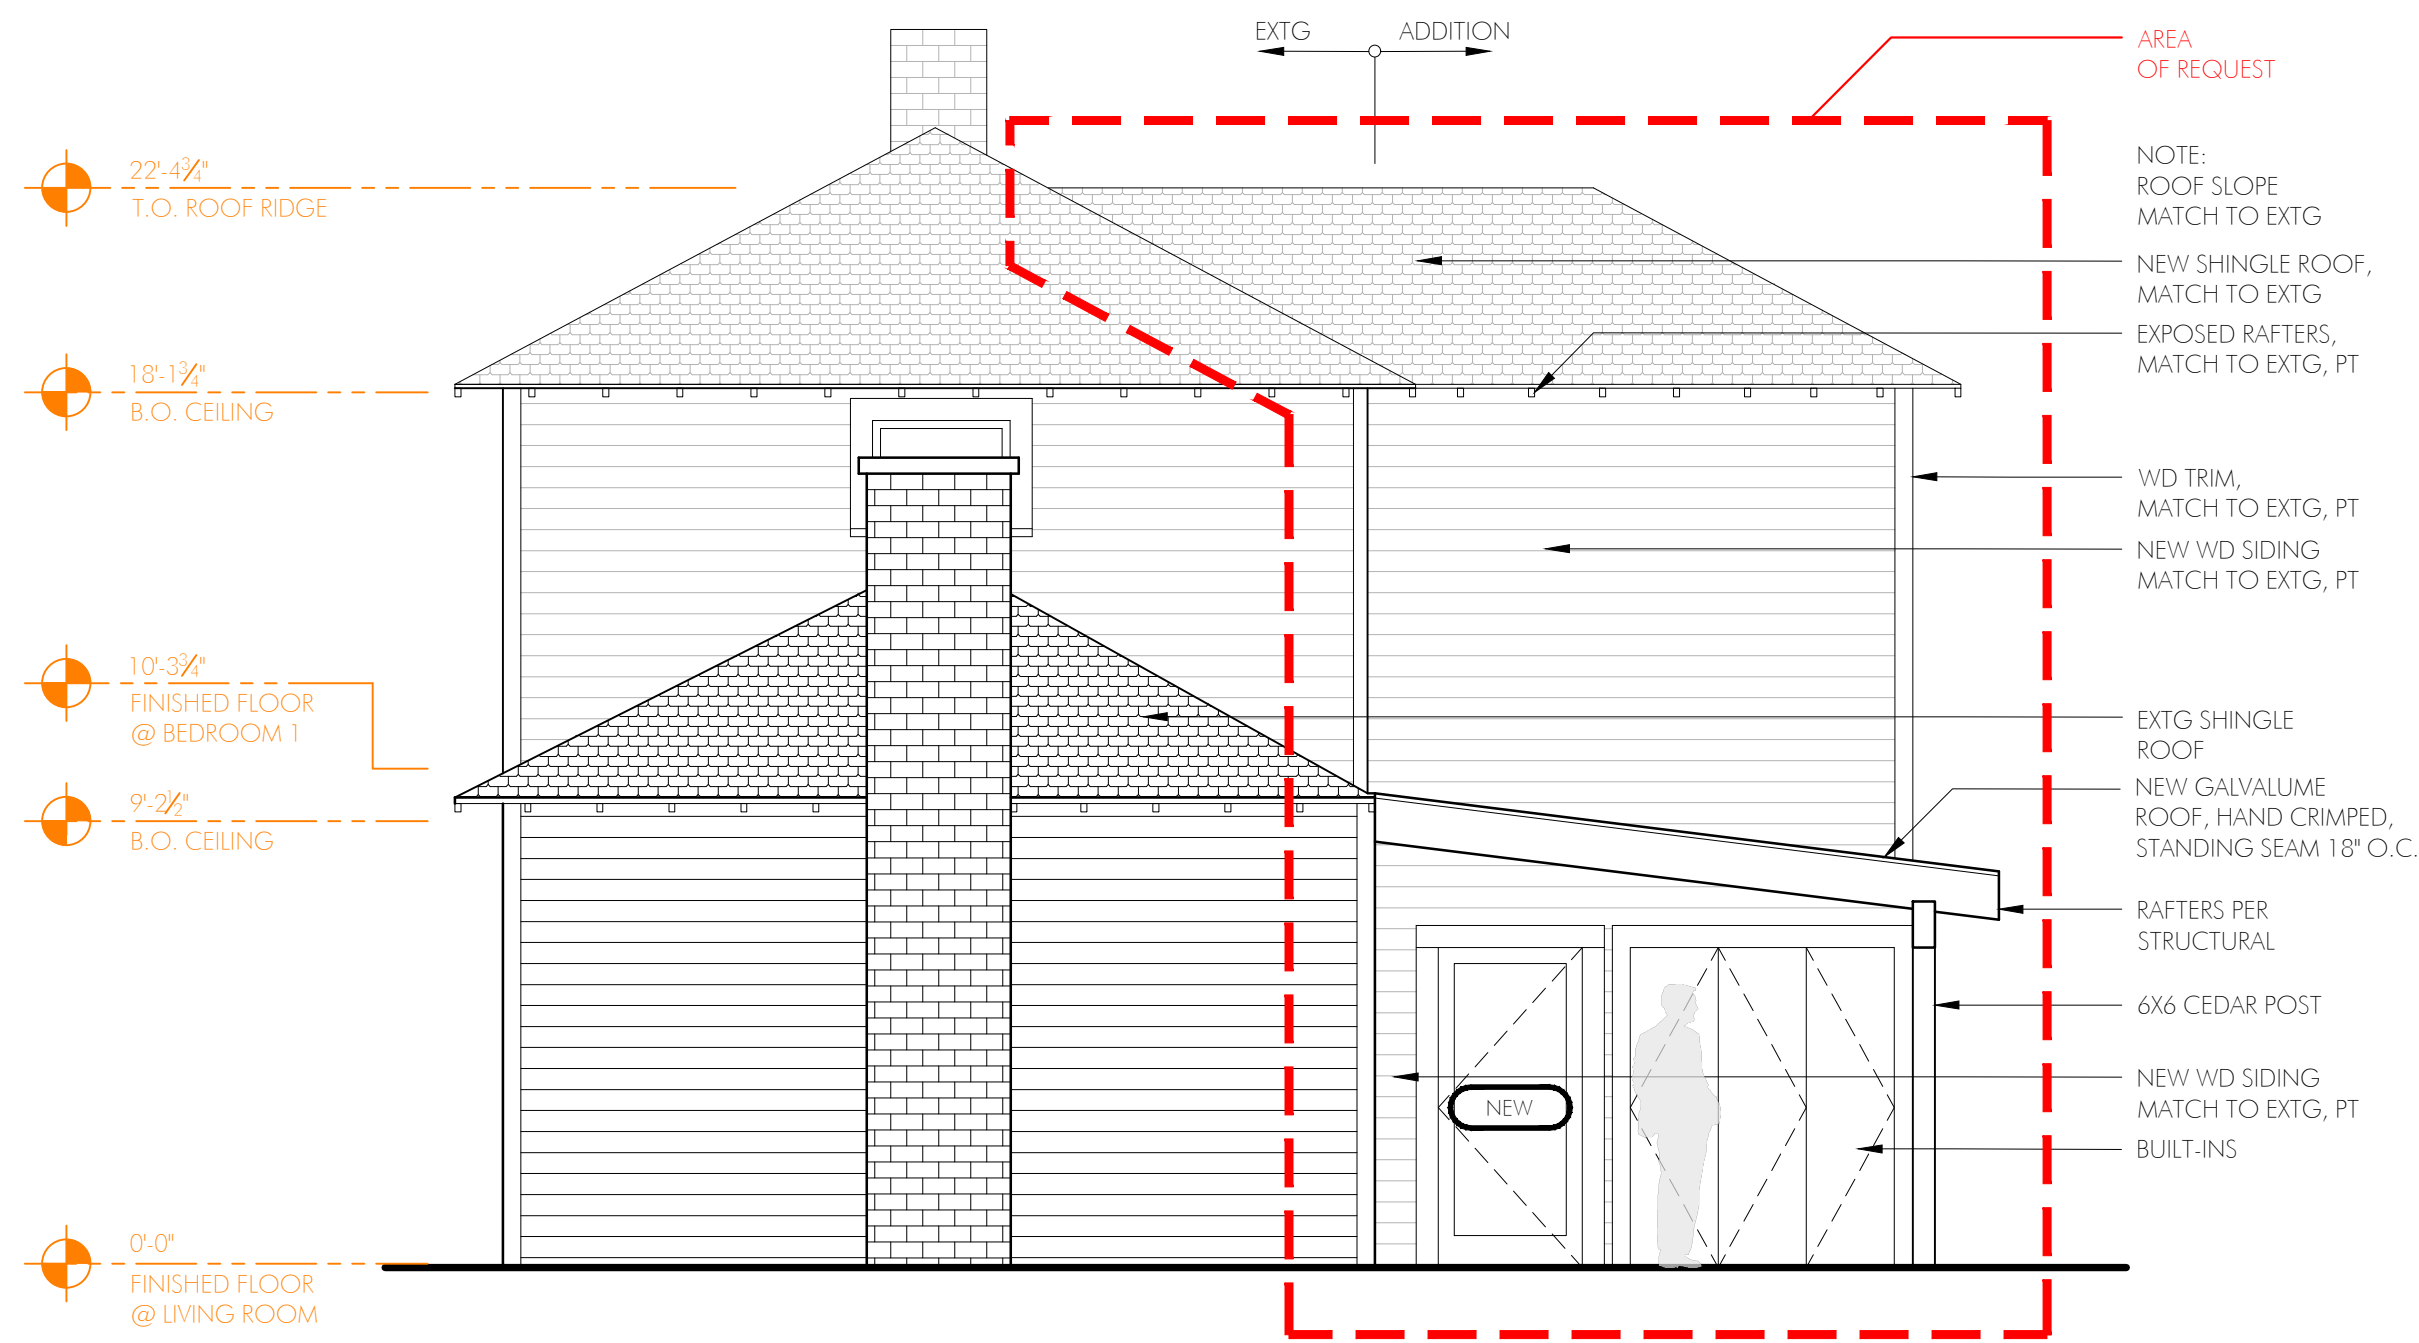 EXTG
ADDITION
AREA
OF REQUEST
22'-4¾"
T.O. ROOF RIDGE
18'-1¾"
B.O. CEILING
10'-3¾"
FINISHED FLOOR
@ BEDROOM 1
9'-2½"
B.O. CEILING
0'-0"
FINISHED FLOOR
@ LIVING ROOM
NEW
NOTE:
ROOF SLOPE
MATCH TO EXTG
NEW SHINGLE ROOF,
MATCH TO EXTG
EXPOSED RAFTERS,
MATCH TO EXTG, PT
WD TRIM,
MATCH TO EXTG, PT
NEW WD SIDING
MATCH TO EXTG, PT
EXTG SHINGLE
ROOF
NEW GALVALUME
ROOF, HAND CRIMPED,
STANDING SEAM 18" O.C.
RAFTERS PER
STRUCTURAL
6X6 CEDAR POST
NEW WD SIDING
MATCH TO EXTG, PT
BUILT-INS